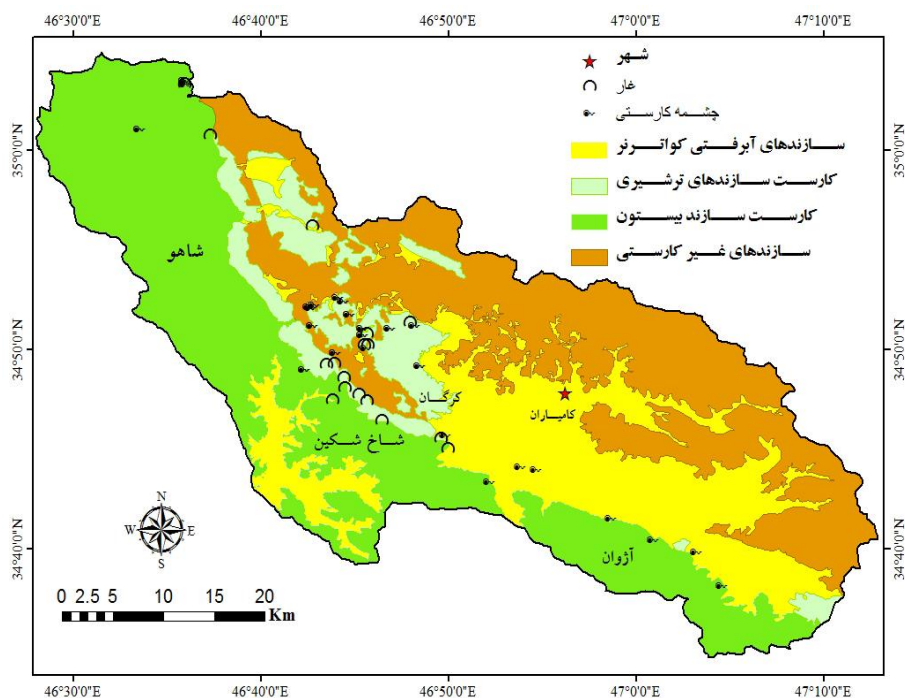 46°30'0"E 46°40'0"E 46°50'0"E 47°0'0"E 47°10'0"E
شهر
غار
چشمه کارستی
سازندهای آبرفتی کواترنر
کارست سازندهای ترشیری
کارست سازند بیستون
سازندهای غیر کارستی
35°0'0"N
35°0'0"N
شاهو
34°50'0"N
34°50'0"N
کرگان
کامیاران
شاخ شکین
آژوان
34°40'0"N
34°40'0"N
N
W E
S
0 2.5 5 10 15 20
Km
46°30'0"E 46°40'0"E 46°50'0"E 47°0'0"E 47°10'0"E